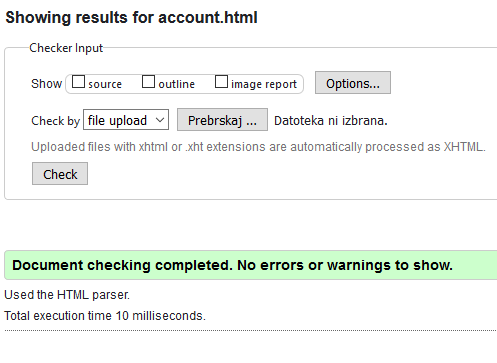 Showing results for account.html
Checker Input
Show source outline image report Options...
Check by file upload Prebrskaj ... Datoteka ni izbrana.
Uploaded files with xhtml or .xht extensions are automatically processed as XHTML.
Check
Document checking completed. No errors or warnings to show.
Used the HTML parser.
Total execution time 10 milliseconds.